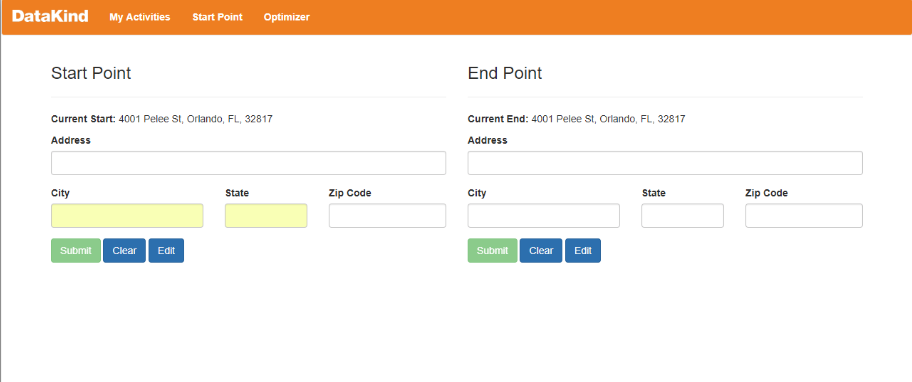 DataKind My Activities Start Point Optimizer
Start Point
Current Start: 4001 Pelee St, Orlando, FL, 32817
Address
City State Zip Code
Submit Clear Edit
End Point
Current End: 4001 Pelee St, Orlando, FL, 32817
Address
City State Zip Code
Submit Clear Edit